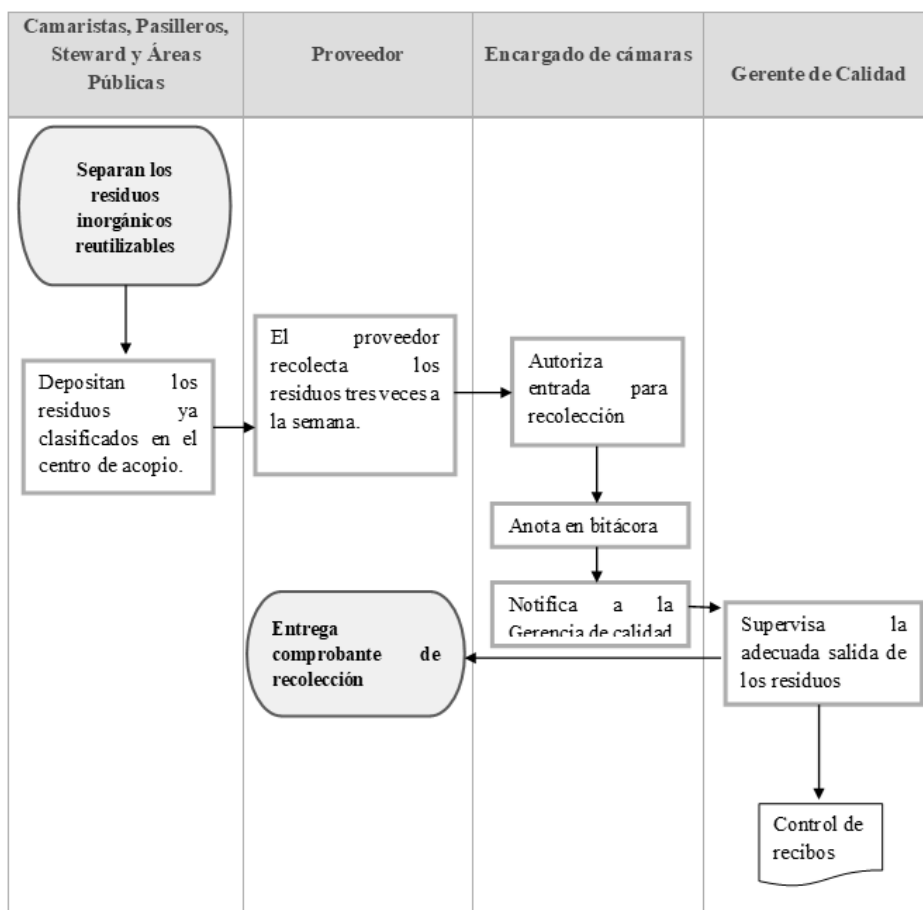 Camaristas, Pasilleros,
Steward y Áreas
Públicas
Proveedor
Encargado de cámaras
Gerente de Calidad
Separan los
residuos
inorgánicos
reutilizables
Depositan los
residuos ya
clasificados en el
centro de acopio.
El proveedor
recolecta los
residuos tres veces a
la semana.
Autoriza
entrada para
recolección
Anota en bitácora
Notifica a la
Gerencia de calidad
Entrega
comprobante de
recolección
Supervisa la
adecuada salida de
los residuos
Control de
recibos